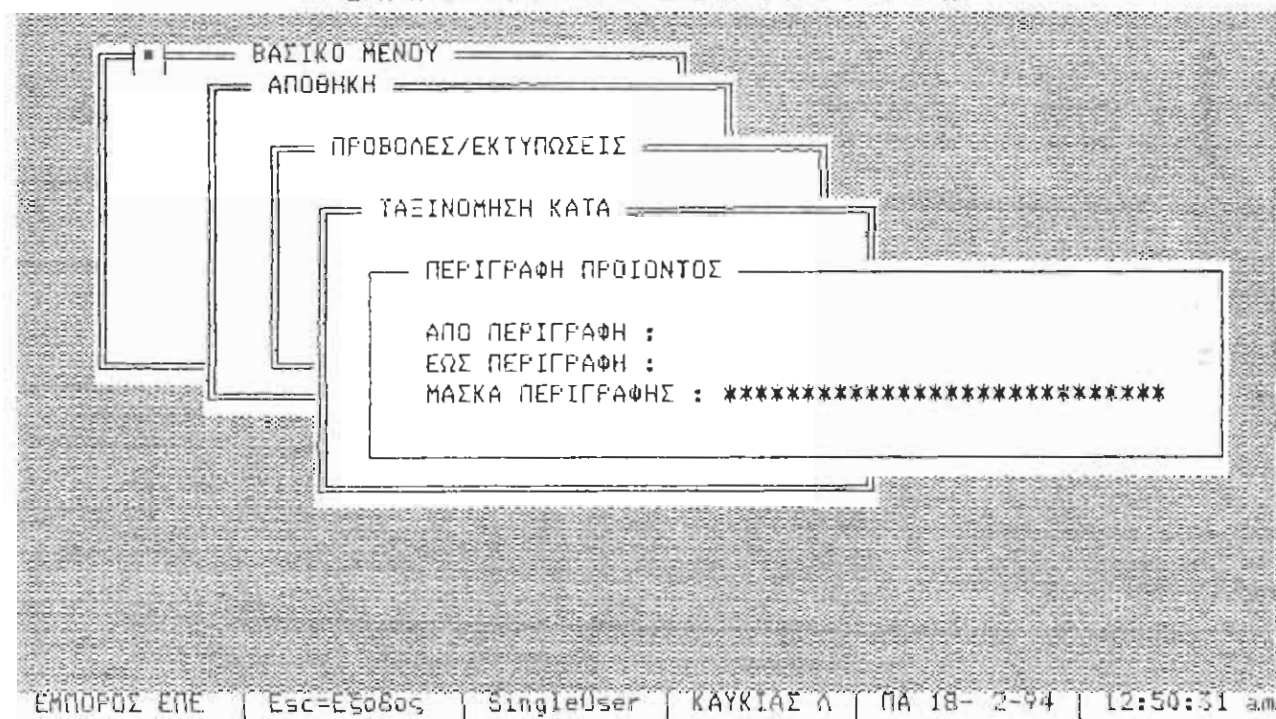 ΒΑΣΙΚΟ ΜΕΝΟΥ
ΑΠΟΘΗΚΗ
ΠΡΟΒΟΛΕΣ/ΕΚΤΥΠΩΣΕΙΣ
ΤΑΞΙΝΟΜΗΣΗ ΚΑΤΑ
ΠΕΡΙΓΡΑΦΗ ΠΡΟΙΟΝΤΟΣ
ΑΠΟ ΠΕΡΙΓΡΑΦΗ :
ΕΩΣ ΠΕΡΙΓΡΑΦΗ :
ΜΑΣΚΑ ΠΕΡΙΓΡΑΦΗΣ : ****************************
ΕΜΠΟΡΟΣ ΕΠΕ | Esc=Εξοδος | SingleUser | ΚΑΥΚΙΑΣ Λ | ΠΑ 18- 2-94 | 12:50:31 am